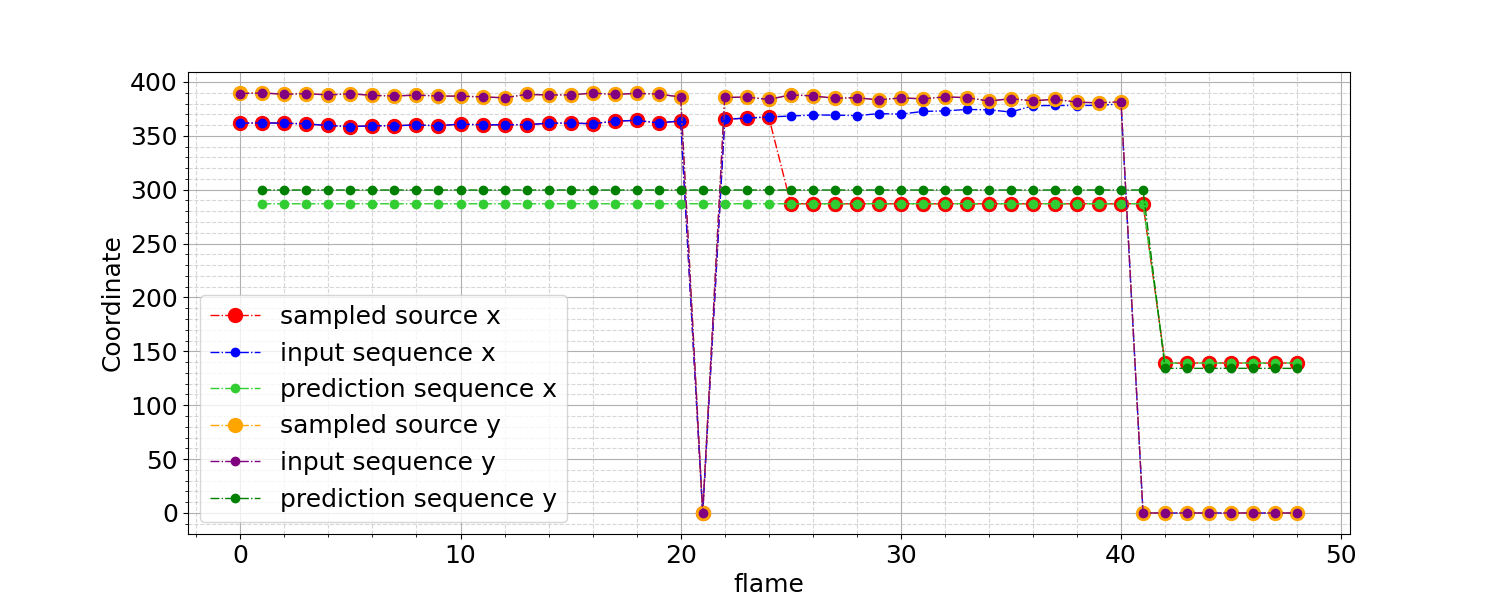 400
350
300
250
200
150
100
50
0
Coordinate
sampled source x
input sequence x
prediction sequence x
sampled source y
input sequence y
prediction sequence y
0 10 20 30 40 50
flame